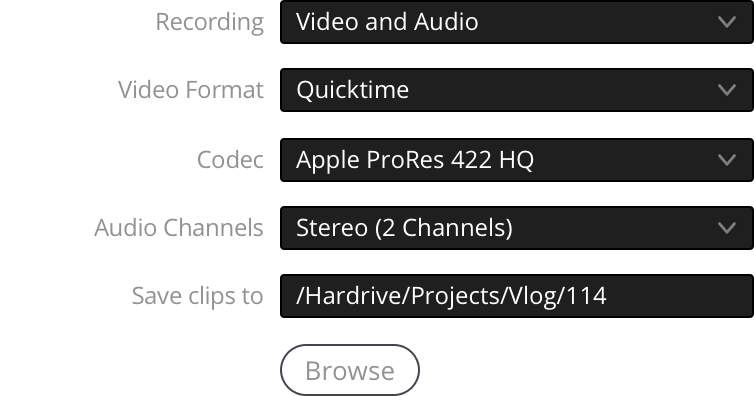 Recording Video and Audio
Video Format Quicktime
Codec Apple ProRes 422 HQ
Audio Channels Stereo (2 Channels)
Save clips to /Hardrive/Projects/Vlog/114
Browse